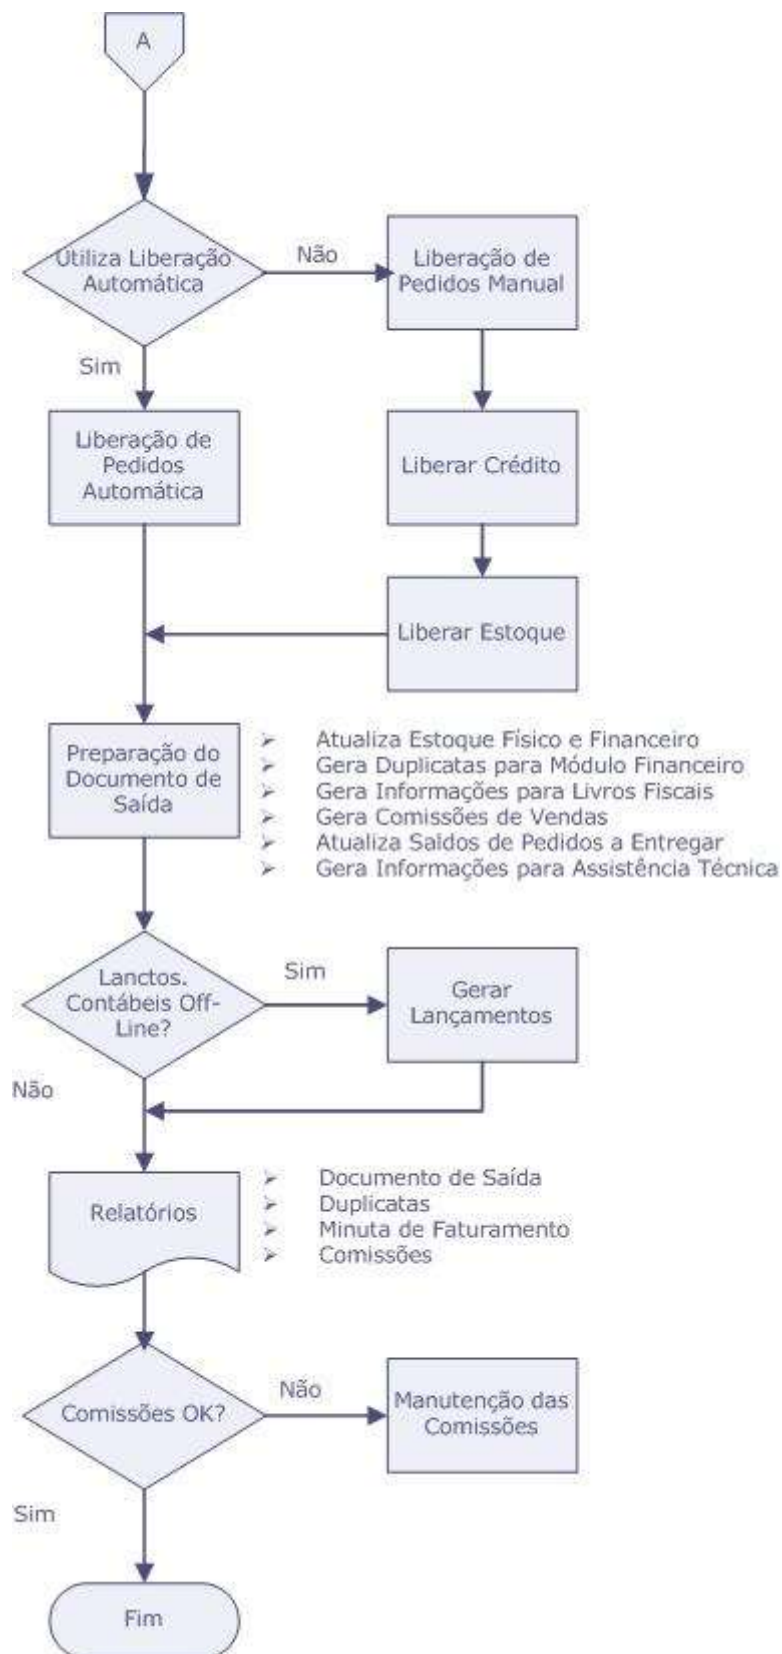 A
Utiliza Liberação
Automática
Não
Liberação de
Pedidos Manual
Sim
Liberação de
Pedidos
Automática
Liberar Crédito
Liberar Estoque
Preparação do
Documento de
Saída
Atualiza Estoque Físico e Financeiro
Gera Duplicatas para Módulo Financeiro
Gera Informações para Livros Fiscais
Gera Comissões de Vendas
Atualiza Saldos de Pedidos a Entregar
Gera Informações para Assistência Técnica
Lanctos.
Contábeis Off-
Line?
Sim
Gerar
Lançamentos
Não
Relatórios
Documento de Saída
Duplicatas
Minuta de Faturamento
Comissões
Comissões OK?
Não
Manutenção das
Comissões
Sim
Fim